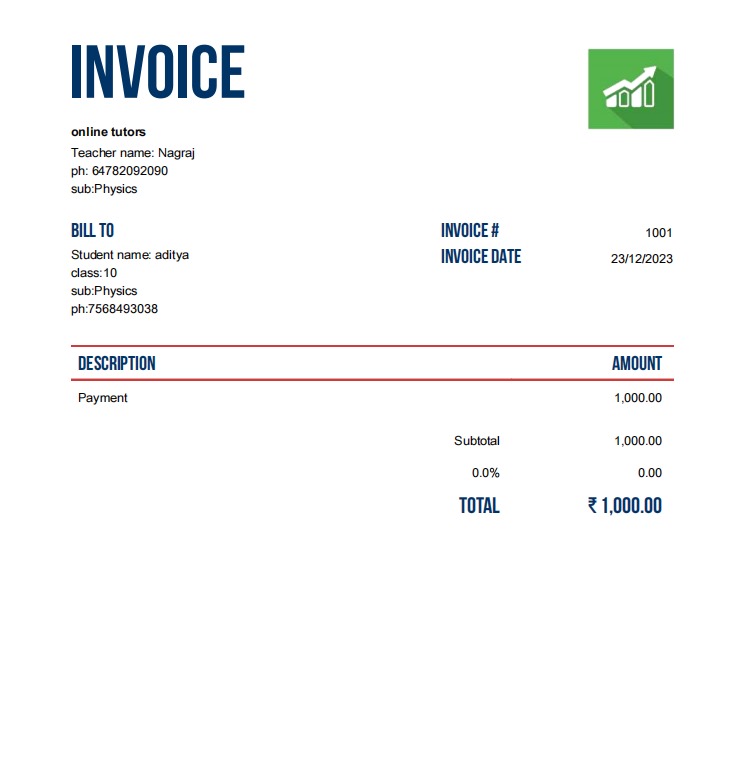 INVOICE
online tutors
Teacher name: Nagraj
ph: 64782092090
sub:Physics
BILL TO
Student name: aditya
class:10
sub:Physics
ph:7568493038
INVOICE # 1001
INVOICE DATE 23/12/2023
DESCRIPTION AMOUNT
Payment 1,000.00
Subtotal 1,000.00
0.0% 0.00
TOTAL ₹ 1,000.00